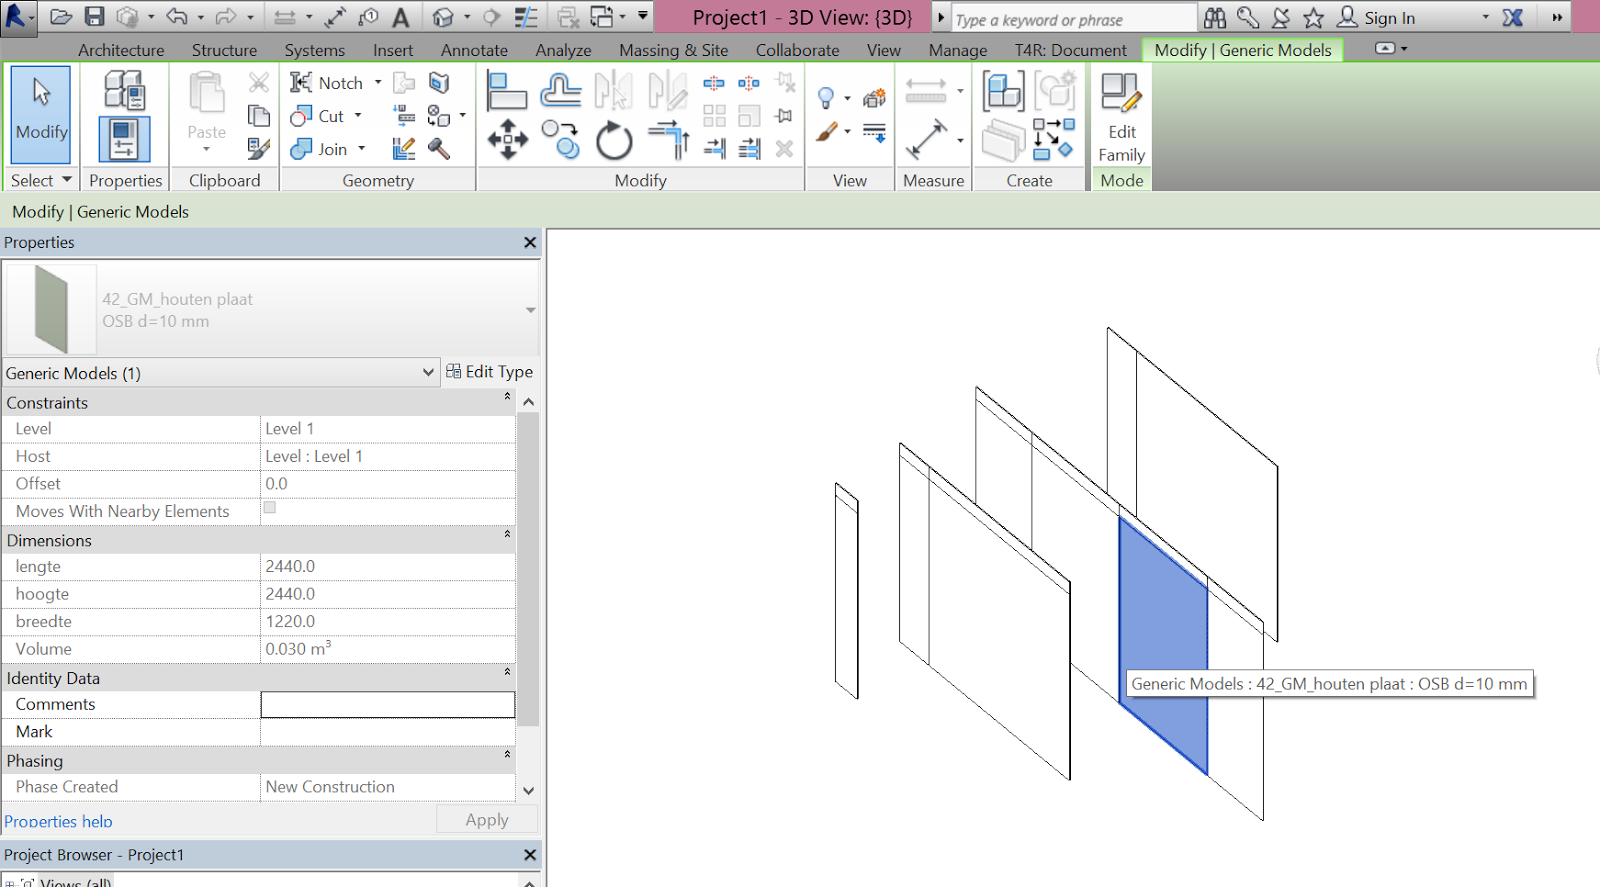 Project1 - 3D View: {3D}
Type a keyword or phrase
Sign In
Architecture Structure Systems Insert Annotate Analyze Massing & Site Collaborate View Manage T4R: Document Modify | Generic Models
Modify
Notch
Cut
Join
Paste
Edit
Family
Select Properties Clipboard Geometry Modify View Measure Create Mode
Modify | Generic Models
Properties
42_GM_houten plaat
OSB d=10 mm
Generic Models (1)
Edit Type
Constraints
Level Level 1
Host Level : Level 1
Offset 0.0
Moves With Nearby Elements
Dimensions
lengte 2440.0
hoogte 2440.0
breedte 1220.0
Volume 0.030 m³
Identity Data
Comments
Mark
Phasing
Phase Created New Construction
Properties help
Apply
Project Browser - Project1
Views (all)
Generic Models : 42_GM_houten plaat : OSB d=10 mm